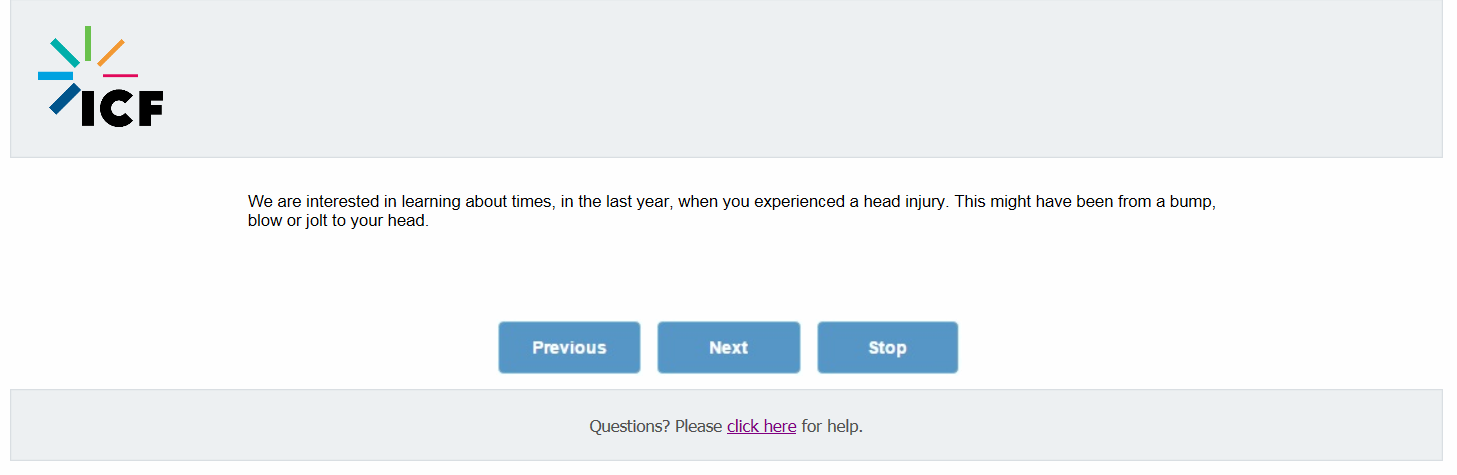 ICF
We are interested in learning about times, in the last year, when you experienced a head injury. This might have been from a bump,
blow or jolt to your head.
Previous Next Stop
Questions? Please click here for help.